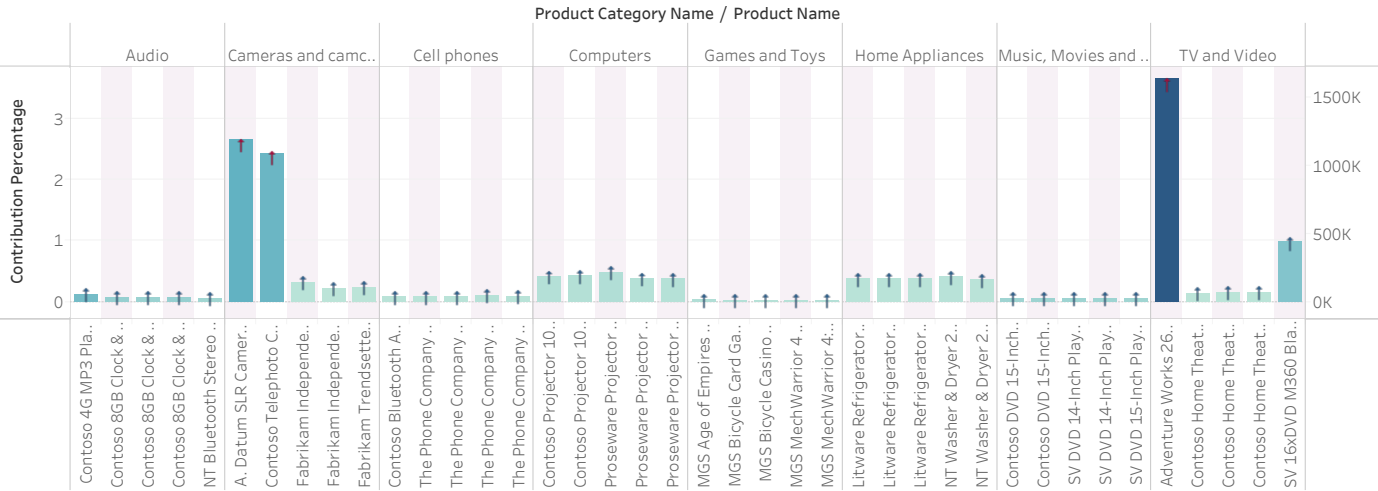 Product Category Name / Product Name
Audio
Cameras and camc..
Cell phones
Computers
Games and Toys
Home Appliances
Music, Movies and ..
TV and Video
Contribution Percentage
3
2
1
0
1500K
1000K
500K
0K
Contoso 4G MP3 Pla..
Contoso 8GB Clock & ..
Contoso 8GB Clock & ..
Contoso 8GB Clock & ..
NT Bluetooth Stereo ..
A. Datum SLR Camer..
Contoso Telephoto C..
Fabrikam Independe..
Fabrikam Independe..
Fabrikam Trendsette..
Contoso Bluetooth A..
The Phone Company ..
The Phone Company ..
The Phone Company ..
The Phone Company ..
Contoso Projector 10..
Contoso Projector 10..
Proseware Projector ..
Proseware Projector ..
Proseware Projector ..
MGS Age of Empires ..
MGS Bicycle Card Ga..
MGS Bicycle Casino ..
MGS MechWarrior 4 ..
MGS MechWarrior 4:..
Litware Refrigerator..
Litware Refrigerator..
Litware Refrigerator..
NT Washer & Dryer 2..
NT Washer & Dryer 2..
Contoso DVD 15-Inch..
Contoso DVD 15-Inch..
SV DVD 14-Inch Play..
SV DVD 14-Inch Play..
SV DVD 15-Inch Play..
Adventure Works 26..
Contoso Home Theat..
Contoso Home Theat..
Contoso Home Theat..
SV 16xDVD M360 Bla..